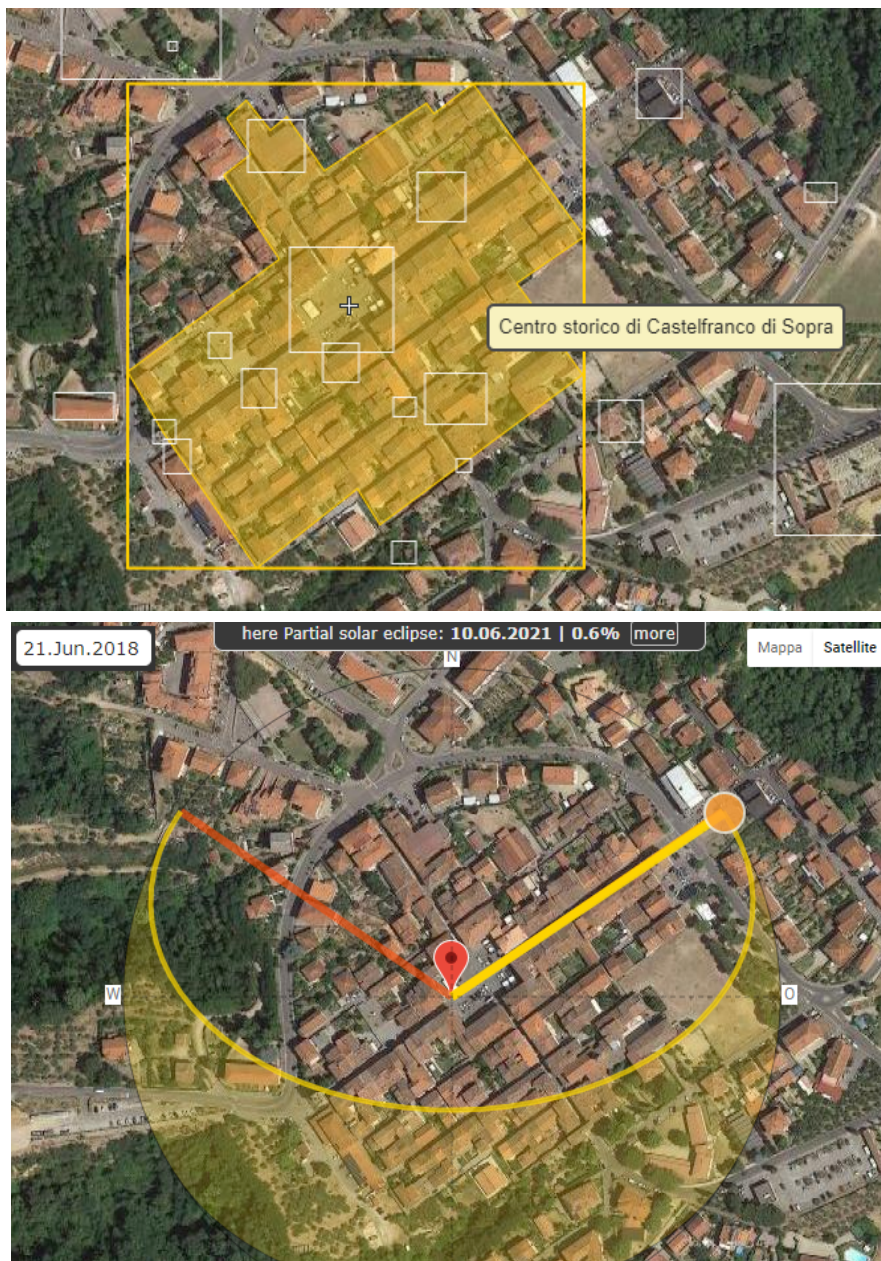 Centro storico di Castelfranco di Sopra
here Partial solar eclipse: 10.06.2021 | 0.6% more
21.Jun.2018
Mappa Satellite
N
W O